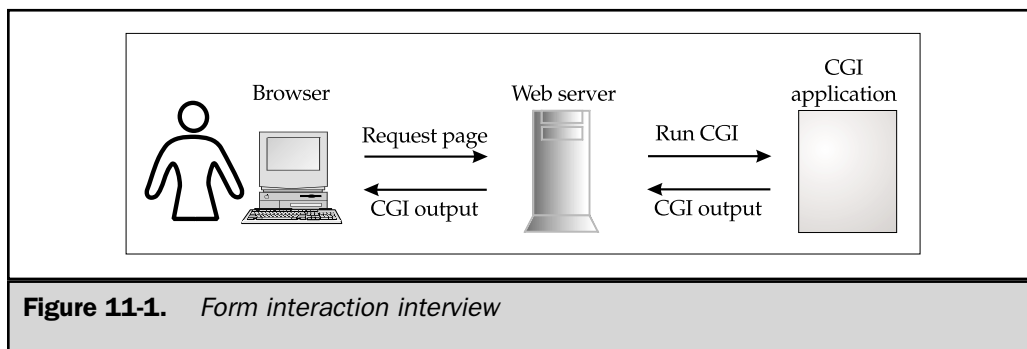 Browser
Web server
CGI
application
Request page
Run CGI
CGI output
CGI output
Figure 11-1. Form interaction interview